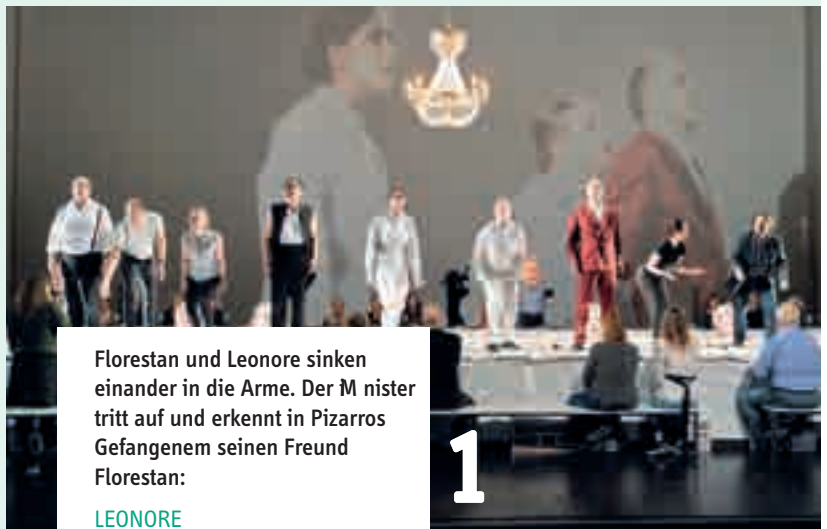 Florestan und Leonore sinken
einander in die Arme. Der M nister
tritt auf und erkennt in Pizarros
Gefangenem seinen Freund
Florestan:
LEONORE
1